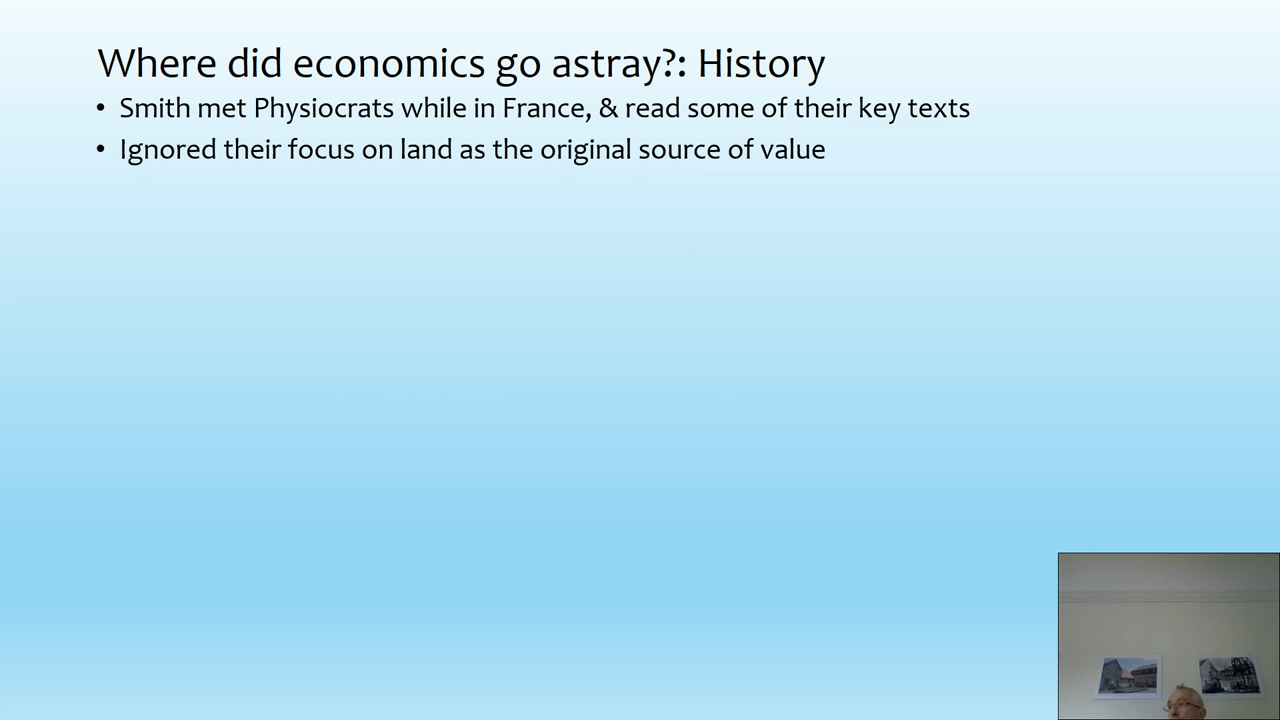 Where did economics go astray?: History
• Smith met Physiocrats while in France, & read some of their key texts
• Ignored their focus on land as the original source of value